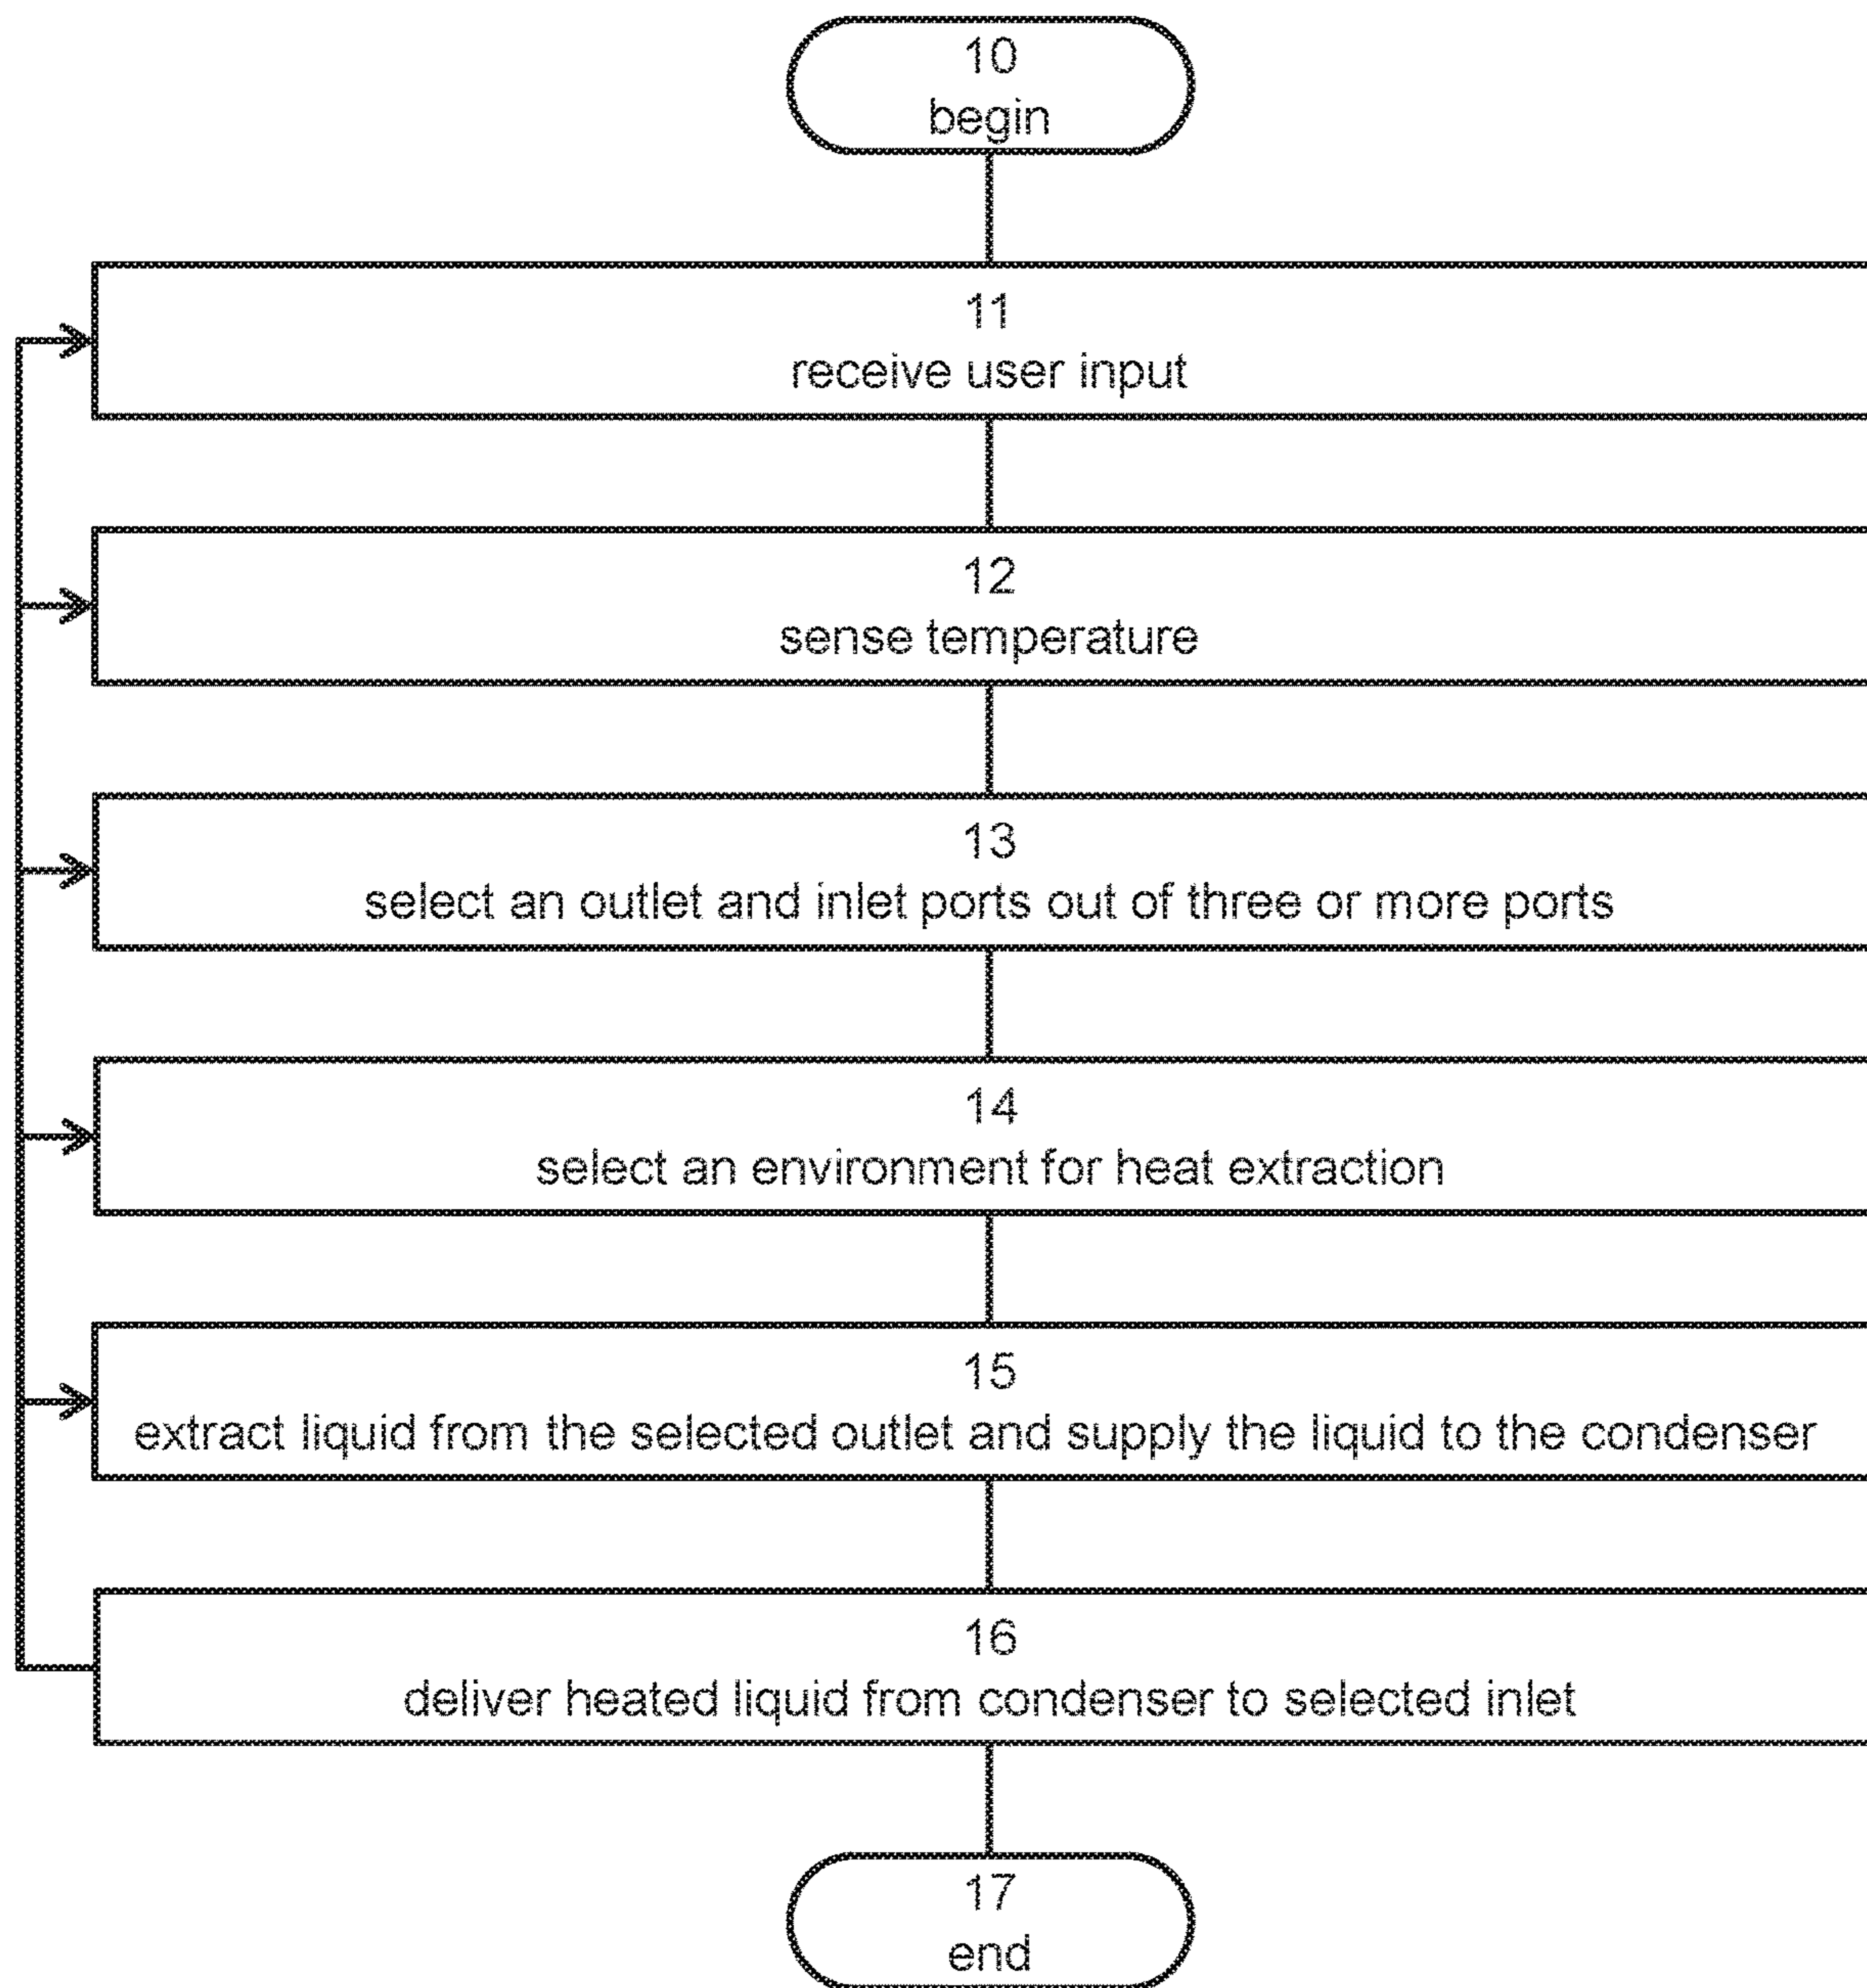 10
begin
11
receive user input
12
sense temperature
13
select an outlet and inlet ports out of three or more ports
14
select an environment for heat extraction
15
extract liquid from the selected outlet and supply the liquid to the condenser
16
deliver heated liquid from condenser to selected inlet
17
end